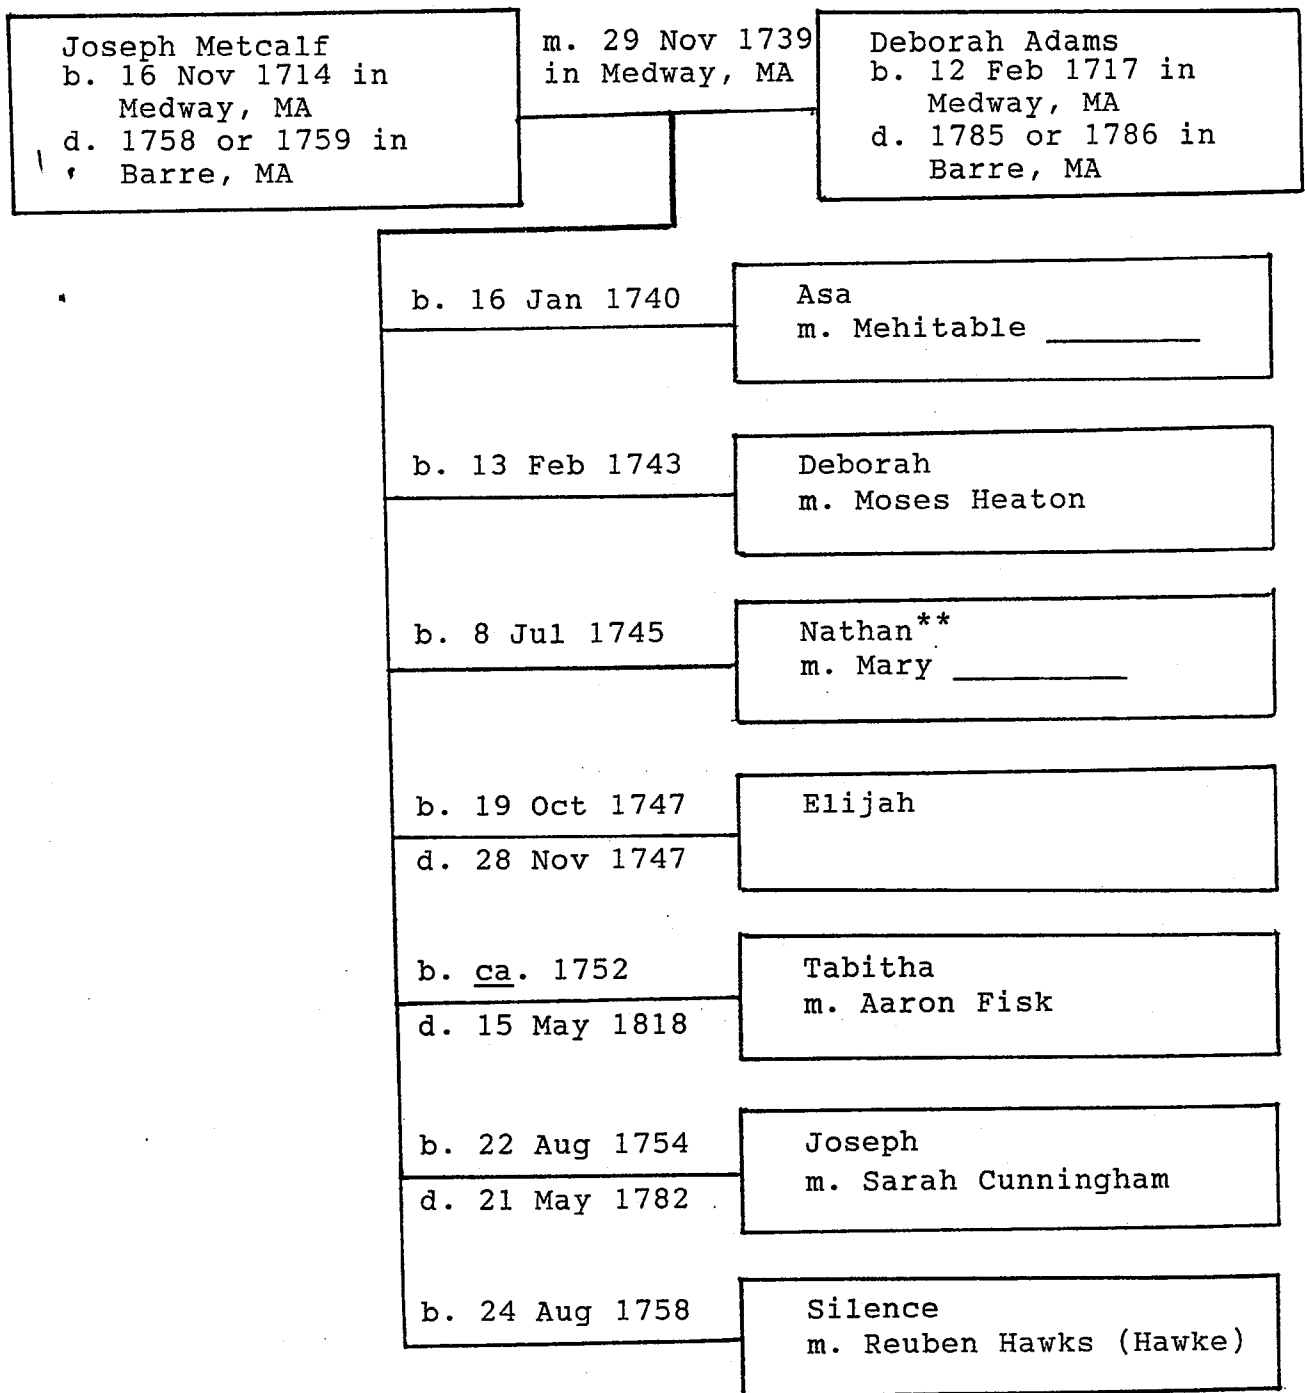 Joseph Metcalf
b. 16 Nov 1714 in
Medway, MA
d. 1758 or 1759 in
Barre, MA
m. 29 Nov 1739
in Medway, MA
Deborah Adams
b. 12 Feb 1717 in
Medway, MA
d. 1785 or 1786 in
Barre, MA
b. 16 Jan 1740
Asa
m. Mehitable ________
b. 13 Feb 1743
Deborah
m. Moses Heaton
b. 8 Jul 1745
Nathan**
m. Mary _________
b. 19 Oct 1747
d. 28 Nov 1747
Elijah
b. ca. 1752
d. 15 May 1818
Tabitha
m. Aaron Fisk
b. 22 Aug 1754
d. 21 May 1782
Joseph
m. Sarah Cunningham
b. 24 Aug 1758
Silence
m. Reuben Hawks (Hawke)